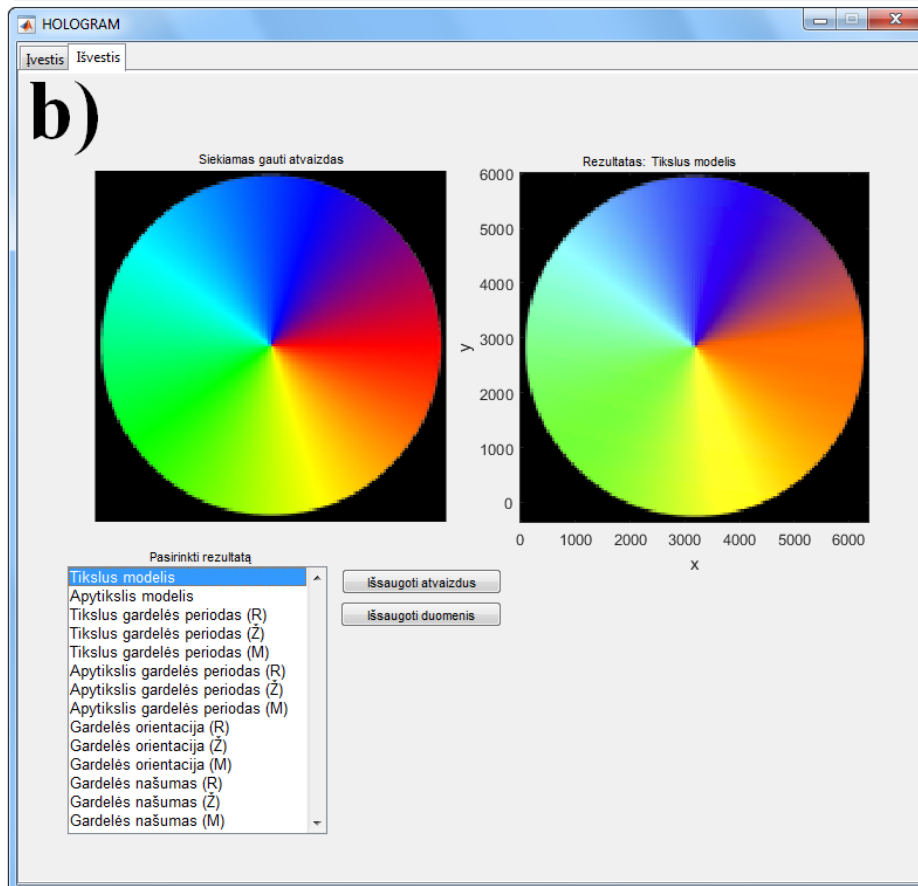 HOLOGRAM
Įvestis
Išvestis
b)
Siekiamas gauti atvaizdas
Rezultatas: Tikslus modelis
6000
5000
4000
3000
2000
1000
0
y
0 1000 2000 3000 4000 5000 6000
x
Pasirinkti rezultatą
Tikslus modelis
Apytikslis modelis
Tikslus gardelės periodas (R)
Tikslus gardelės periodas (Ž)
Tikslus gardelės periodas (M)
Apytikslis gardelės periodas (R)
Apytikslis gardelės periodas (Ž)
Apytikslis gardelės periodas (M)
Gardelės orientacija (R)
Gardelės orientacija (Ž)
Gardelės orientacija (M)
Gardelės našumas (R)
Gardelės našumas (Ž)
Gardelės našumas (M)
Išsaugoti atvaizdus
Išsaugoti duomenis